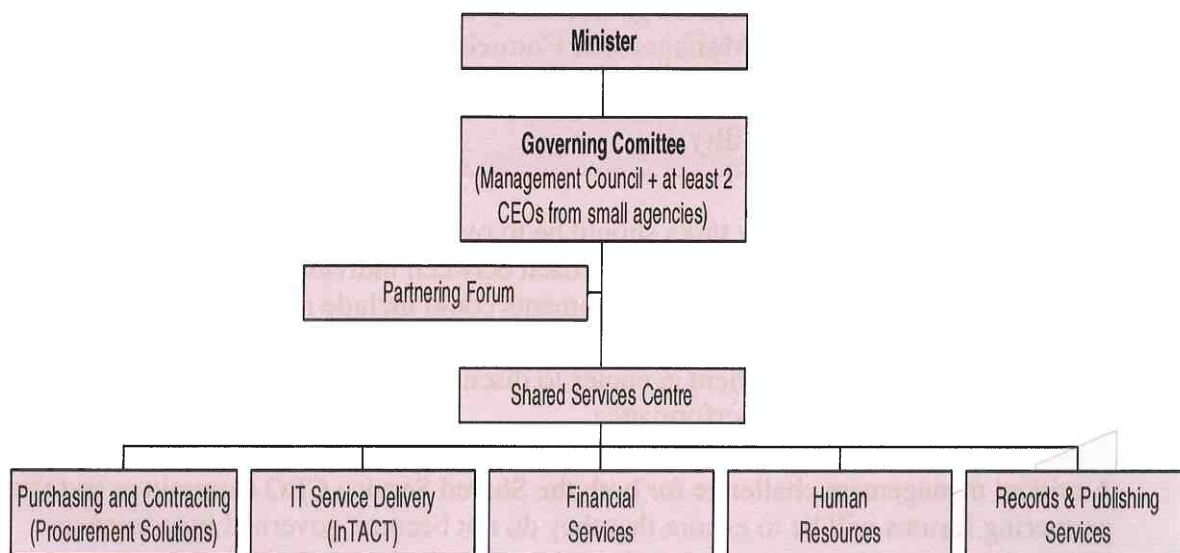 Minister
Governing Comittee
(Management Council + at least 2
CEOs from small agencies)
Partnering Forum
Shared Services Centre
Purchasing and Contracting
(Procurement Solutions)
IT Service Delivery
(InTACT)
Financial
Services
Human
Resources
Records & Publishing
Services